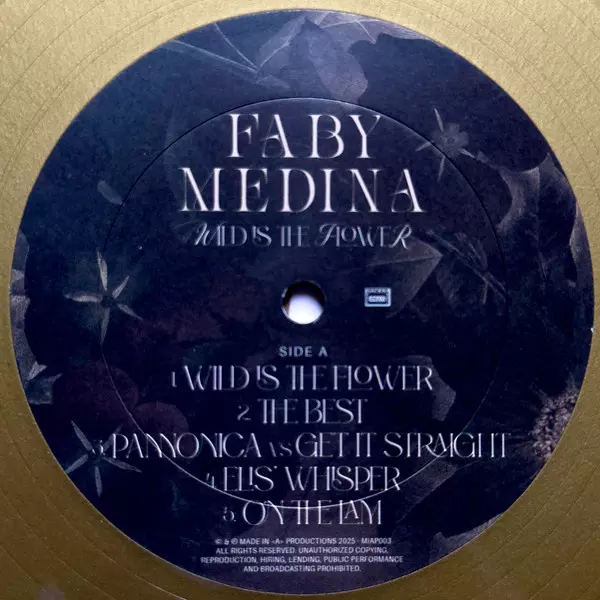 FABY
MEDINA
WILD IS THE FLOWER
SIDE A
1. WILD IS THE FLOWER
2. THE BEST
3. PANNONICA VS GET IT STRAIGHT
4. ELIS' WHISPER
5. ON THE LAM
© & ℗ MADE IN «A» PRODUCTIONS 2025 - MIAP003
ALL RIGHTS RESERVED. UNAUTHORIZED COPYING,
REPRODUCTION, HIRING, LENDING, PUBLIC PERFORMANCE
AND BROADCASTING PROHIBITED.